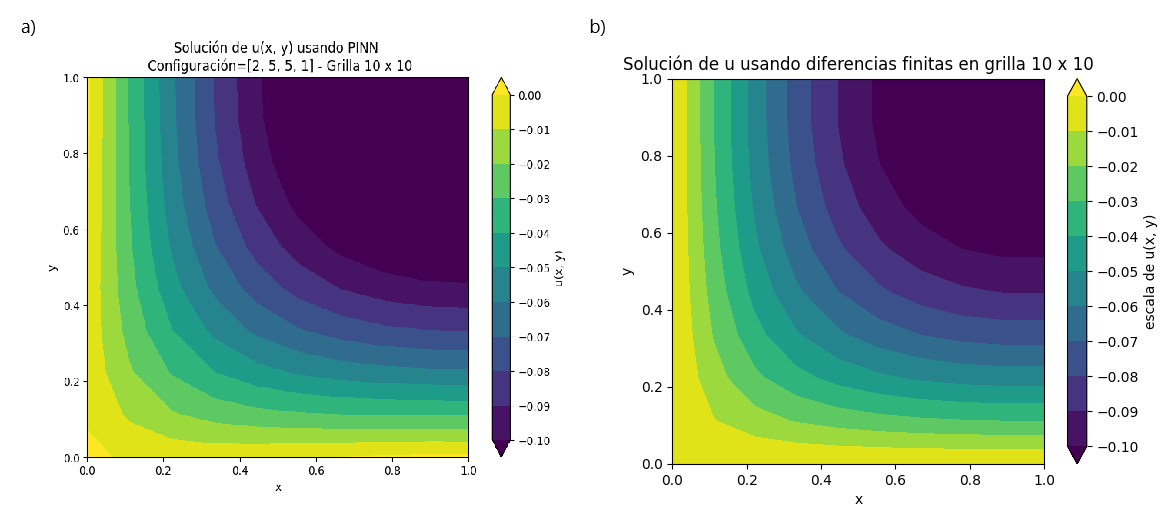 a)
Solución de u(x, y) usando PINN
Configuración=[2, 5, 5, 1] - Grilla 10 x 10
1.0
0.8
0.6
0.4
0.2
0.0
y
0.0 0.2 0.4 0.6 0.8 1.0
x
0.00
−0.01
−0.02
−0.03
−0.04
−0.05
−0.06
−0.07
−0.08
−0.09
−0.10
u(x, y)
b)
Solución de u usando diferencias finitas en grilla 10 x 10
1.0
0.8
0.6
0.4
0.2
0.0
y
0.0 0.2 0.4 0.6 0.8 1.0
x
0.00
−0.01
−0.02
−0.03
−0.04
−0.05
−0.06
−0.07
−0.08
−0.09
−0.10
escala de u(x, y)